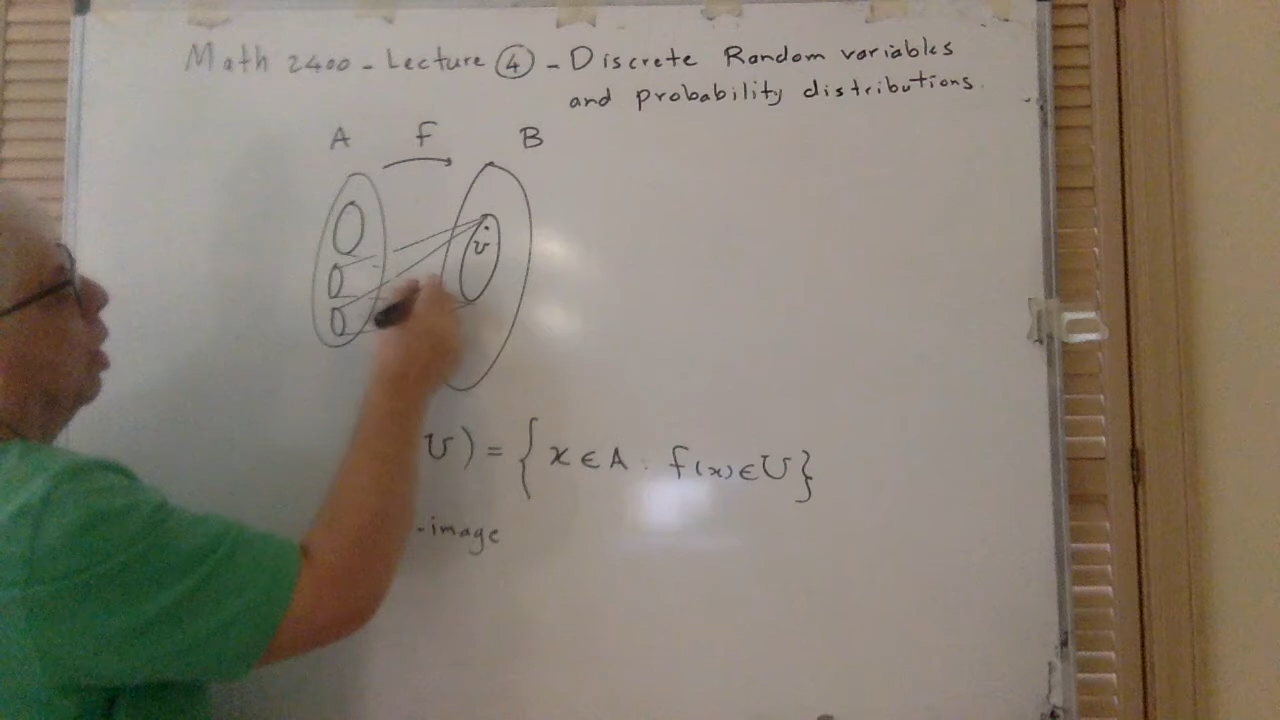 Math 2400 - Lecture ④ - Discrete Random variables
and probability distributions.
A f B
U
U) = { x ∈ A : f(x) ∈ U }
-image